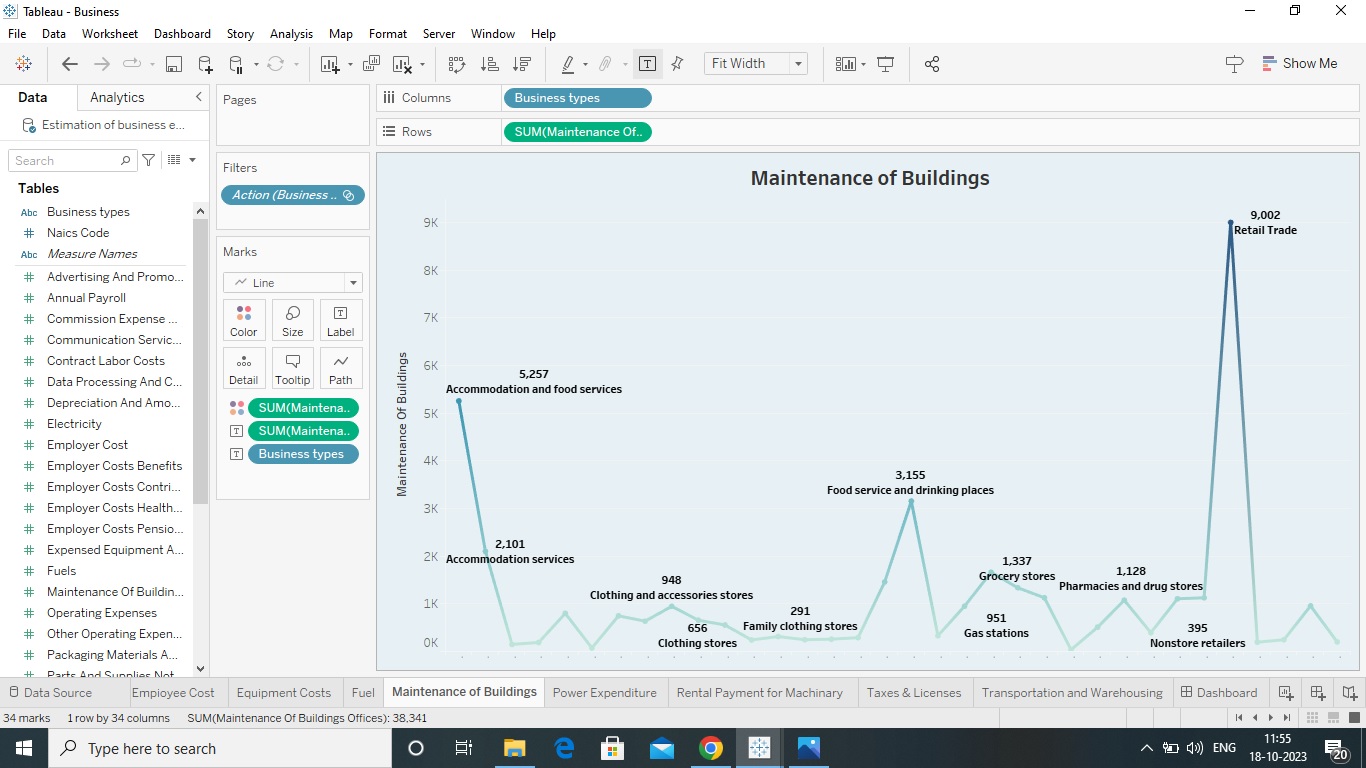 Tableau - Business
File Data Worksheet Dashboard Story Analysis Map Format Server Window Help
Fit Width
Show Me
Data Analytics
Estimation of business e...
Search
Tables
Abc Business types
# Naics Code
Abc Measure Names
# Advertising And Promo...
# Annual Payroll
# Commission Expense ...
# Communication Servic...
# Contract Labor Costs
# Data Processing And C...
# Depreciation And Amo...
# Electricity
# Employer Cost
# Employer Costs Benefits
# Employer Costs Contri...
# Employer Costs Health...
# Employer Costs Pensio...
# Expensed Equipment A...
# Fuels
# Maintenance Of Buildin...
# Operating Expenses
# Other Operating Expen...
# Packaging Materials A...
# Parts And Supplies Not
Pages
Filters
Action (Business ..
Marks
Line
Color Size Label
Detail Tooltip Path
SUM(Maintena..
SUM(Maintena..
Business types
Columns Business types
Rows SUM(Maintenance Of..
Maintenance of Buildings
Maintenance Of Buildings
9K
8K
7K
6K
5K
4K
3K
2K
1K
0K
5,257
Accommodation and food services
2,101
Accommodation services
948
Clothing and accessories stores
656
Clothing stores
291
Family clothing stores
3,155
Food service and drinking places
951
Gas stations
1,337
Grocery stores
1,128
Pharmacies and drug stores
395
Nonstore retailers
9,002
Retail Trade
Data Source Empioyee Cost Equipment Costs Fuel Maintenance of Buildings Power Expenditure Rental Payment for Machinary Taxes & Licenses Transportation and Warehousing Dashboard
34 marks 1 row by 34 columns SUM(Maintenance Of Buildings Offices): 38,341
Type here to search
ENG
11:55
18-10-2023
20